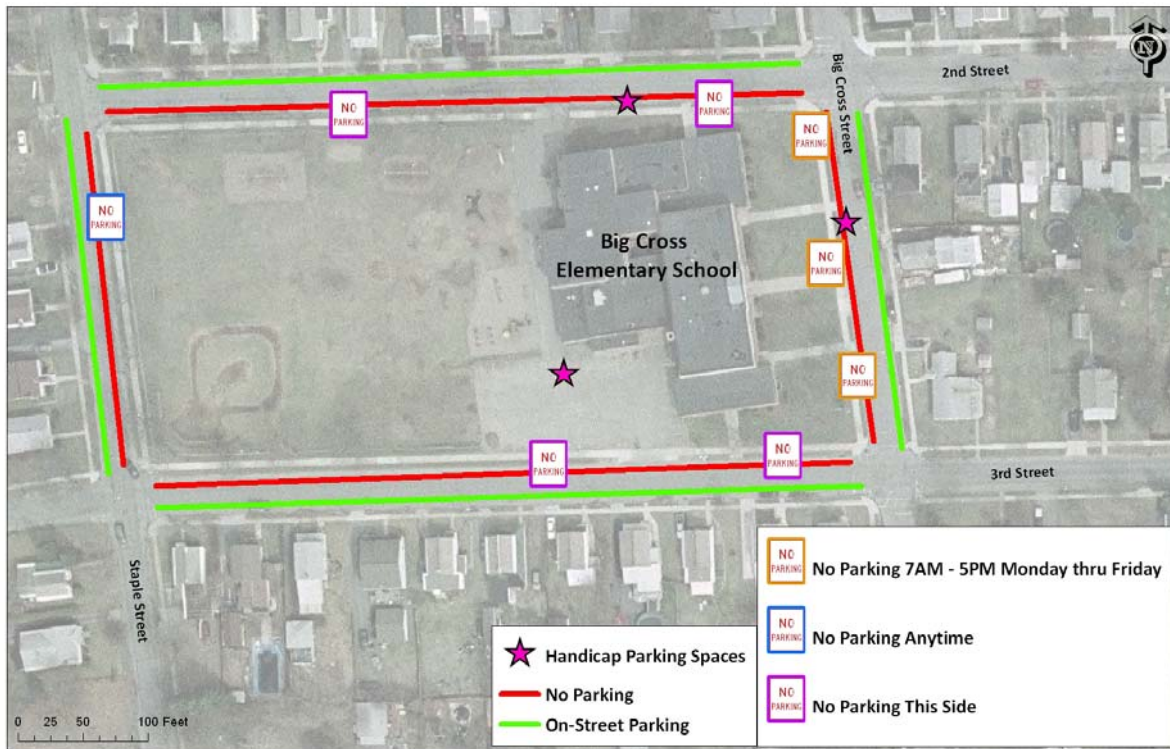 N
2nd Street
Big Cross Street
NO
PARKING
NO
PARKING
NO
PARKING
NO
PARKING
Big Cross
Elementary School
NO
PARKING
NO
PARKING
NO
PARKING
NO
PARKING
3rd Street
Staple Street
0 25 50 100 Feet
Handicap Parking Spaces
No Parking
On-Street Parking
NO
PARKING
No Parking 7AM - 5PM Monday thru Friday
NO
PARKING
No Parking Anytime
NO
PARKING
No Parking This Side